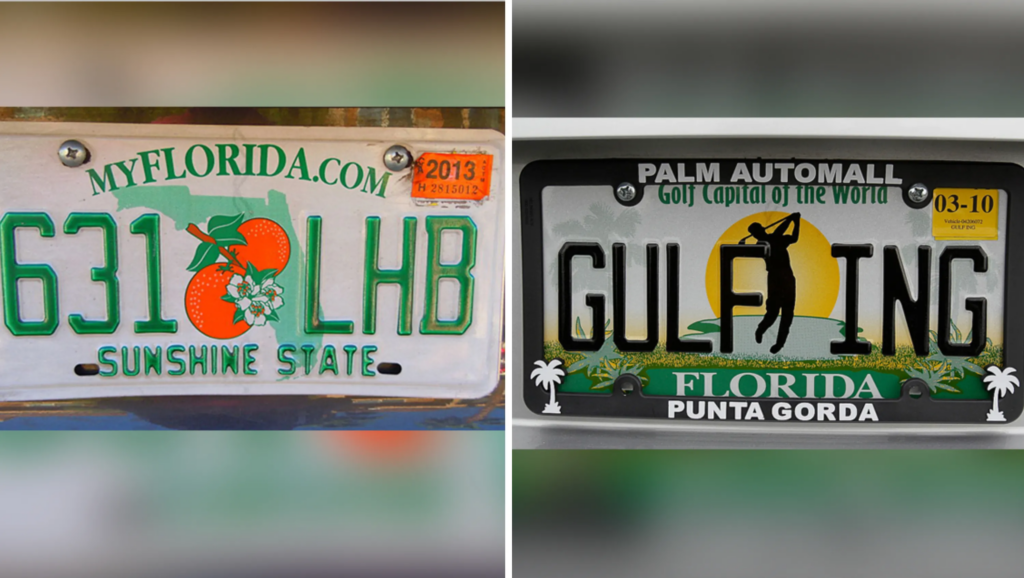 MYFLORIDA.COM
2013
H 2815012
631 LHB
SUNSHINE STATE
PALM AUTOMALL
Golf Capital of the World
03-10
GULF ING
FLORIDA
PUNTA GORDA